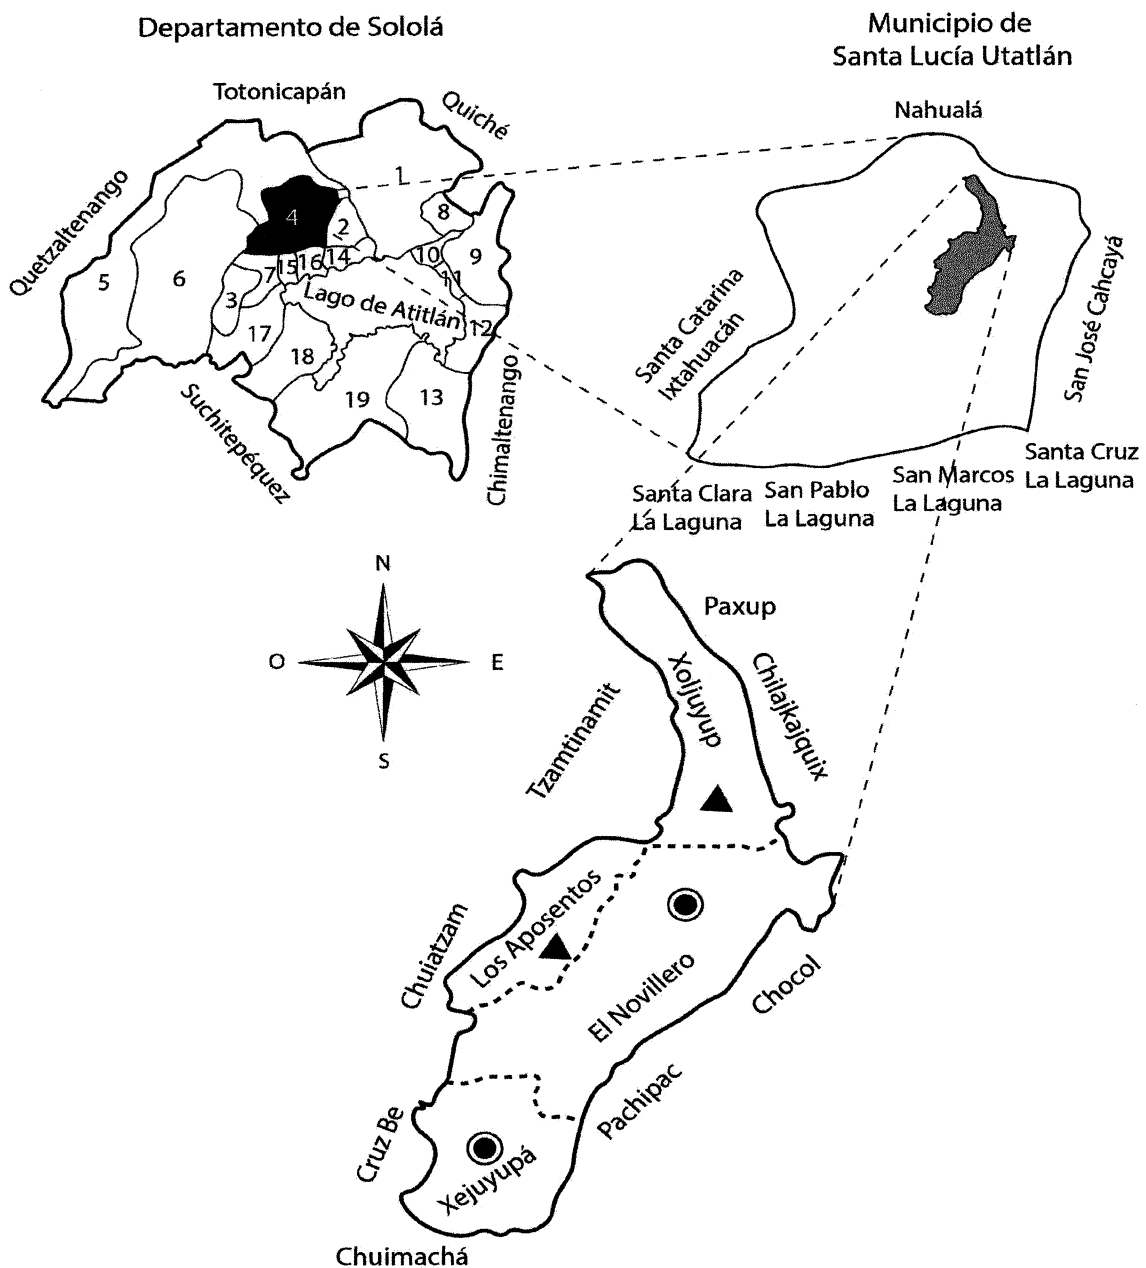 Departamento de Sololá
Municipio de
Santa Lucía Utatlán
Totonicapán
Quiché
Nahualá
Quetzaltenango
1
4
2
8
5
6
3
7
15
16
14
10
9
11
Lago de Atitlán
12
17
18
19
13
Suchitepéquez
Chimaltenango
Santa Catarina
Ixtahuacán
San José Cahcayá
Santa Clara
La Laguna
San Pablo
La Laguna
San Marcos
La Laguna
Santa Cruz
La Laguna
N
O
E
S
Paxup
Xoljuyup
Chilajkajquix
Tzamtinamit
Los Aposentos
Chuiatzam
El Novillero
Chocol
Pachipac
Cruz Be
Xejuyupá
Chuimachá